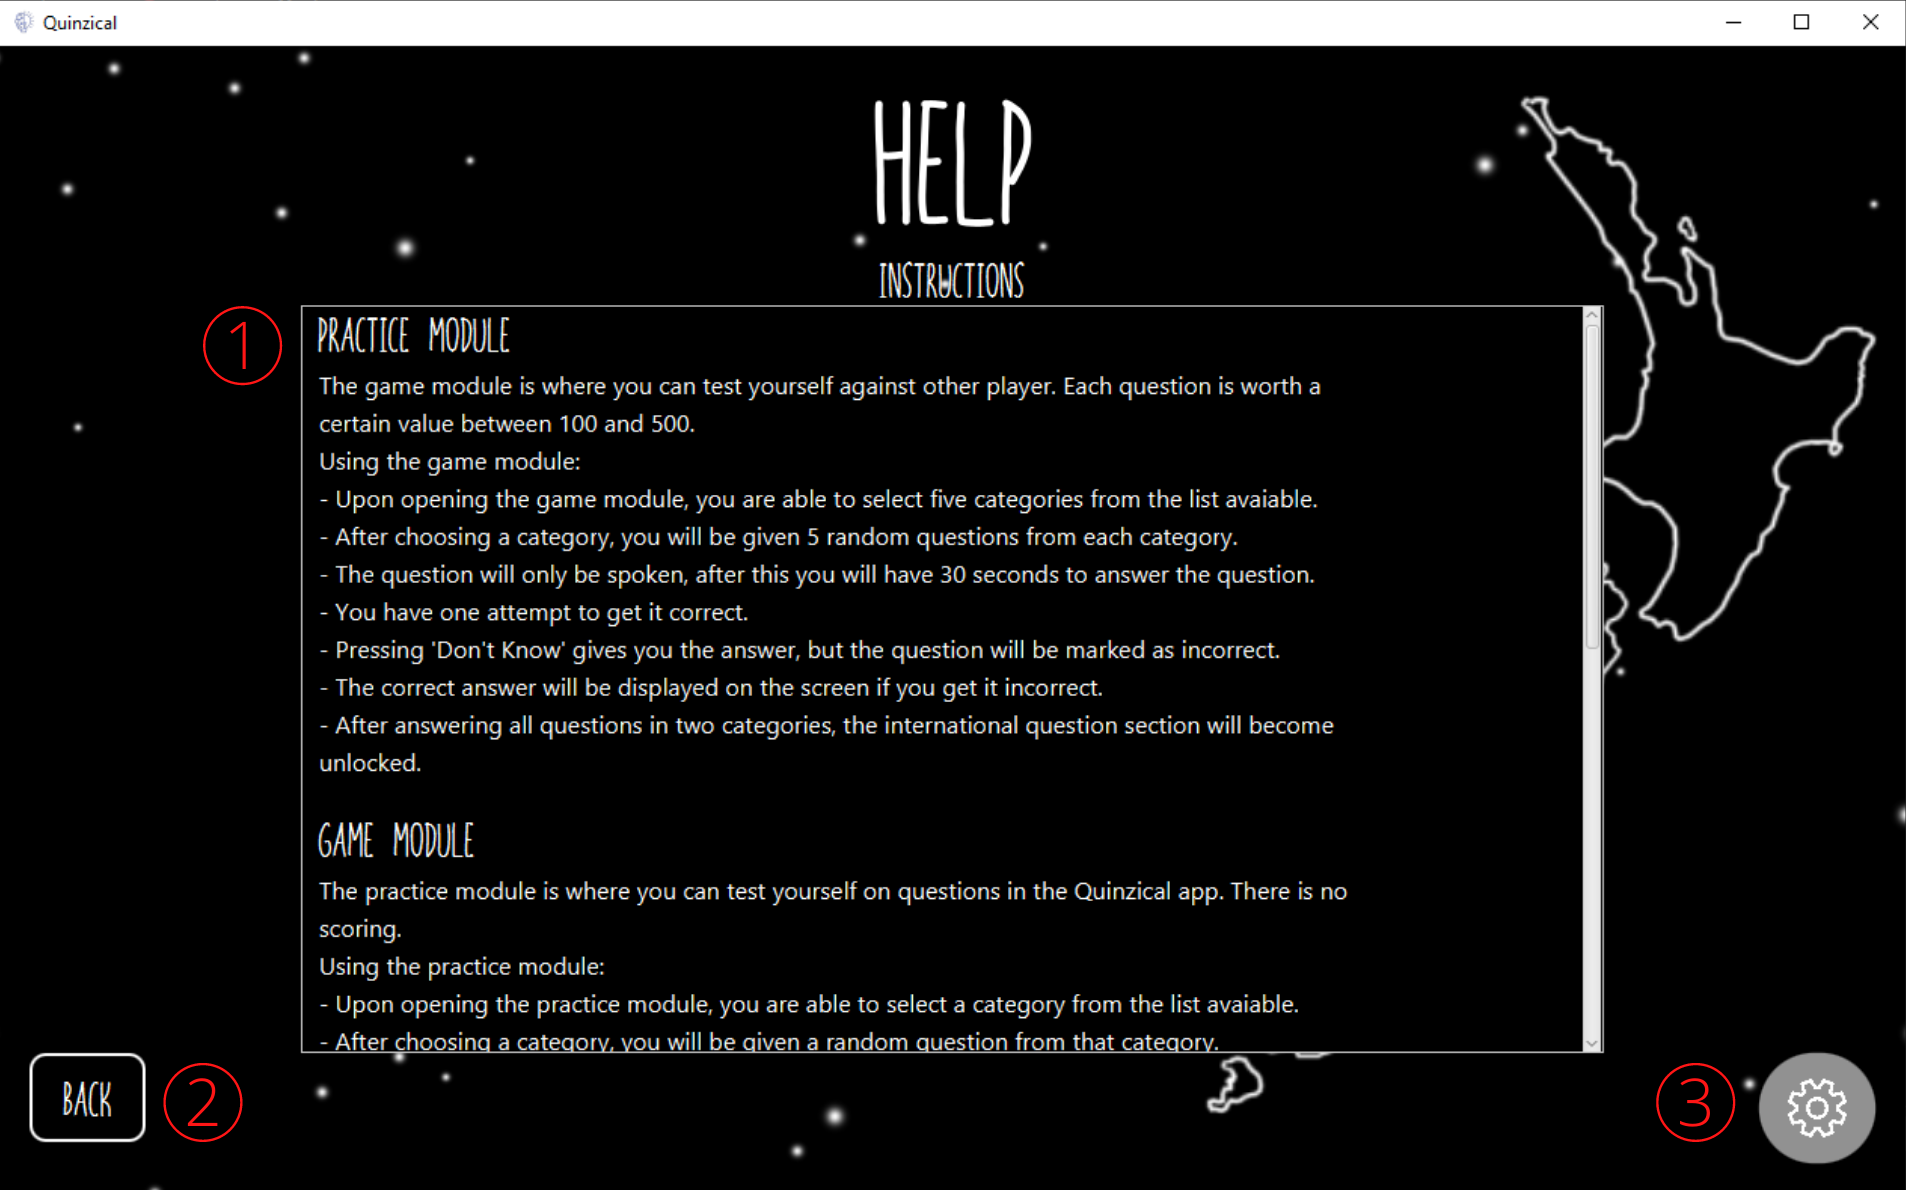 Quinzical
HELP
INSTRUCTIONS
1
PRACTICE MODULE
The game module is where you can test yourself against other player. Each question is worth a
certain value between 100 and 500.
Using the game module:
- Upon opening the game module, you are able to select five categories from the list avaiable.
- After choosing a category, you will be given 5 random questions from each category.
- The question will only be spoken, after this you will have 30 seconds to answer the question.
- You have one attempt to get it correct.
- Pressing 'Don't Know' gives you the answer, but the question will be marked as incorrect.
- The correct answer will be displayed on the screen if you get it incorrect.
- After answering all questions in two categories, the international question section will become
unlocked.
GAME MODULE
The practice module is where you can test yourself on questions in the Quinzical app. There is no
scoring.
Using the practice module:
- Upon opening the practice module, you are able to select a category from the list avaiable.
- After choosing a category, you will be given a random question from that category.
BACK
2
3